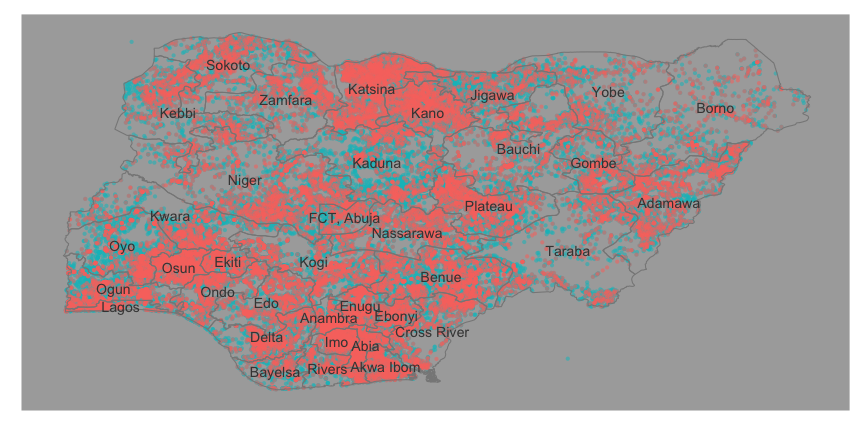 Sokoto
Katsina
Zamfara
Kebbi
Kano
Jigawa
Yobe
Borno
Kaduna
Bauchi
Gombe
Niger
Plateau
Adamawa
Kwara
FCT, Abuja
Nassarawa
Oyo
Osun
Ekiti
Kogi
Benue
Taraba
Ogun
Lagos
Ondo
Edo
Enugu
Anambra
Ebonyi
Cross River
Delta
Imo
Abia
Bayelsa
Rivers
Akwa Ibom